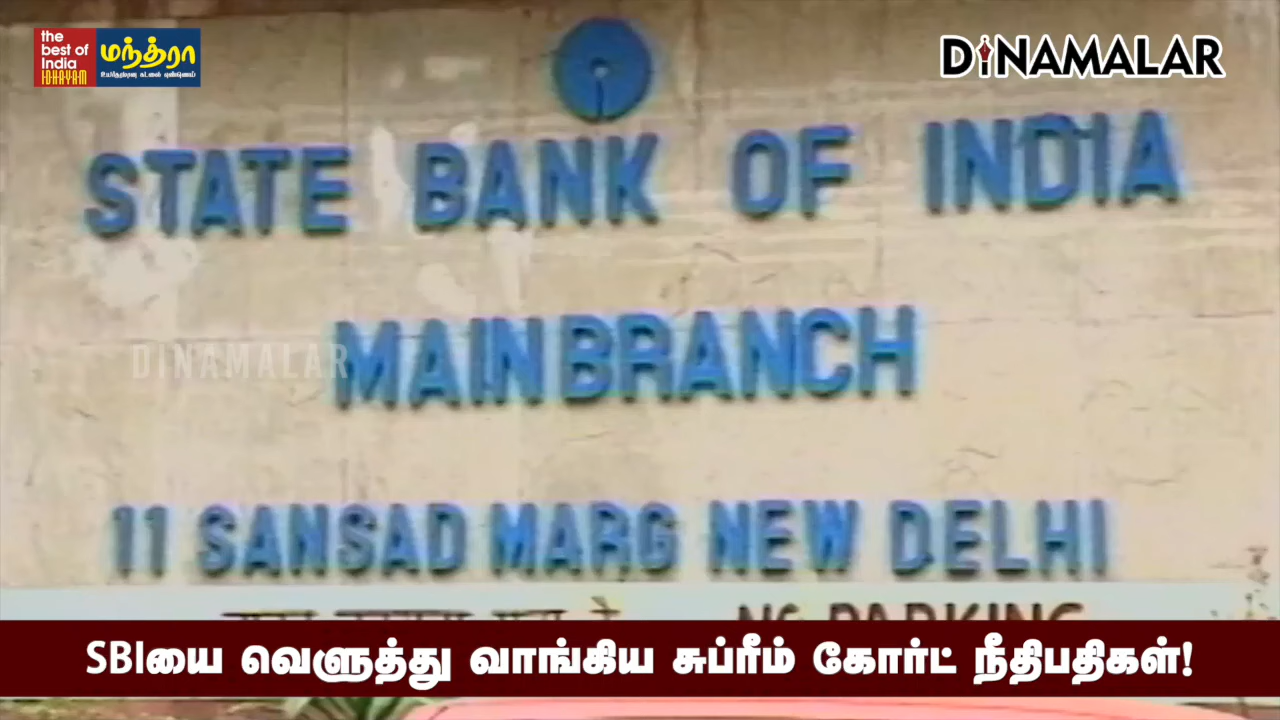 the
best of
India
IDHAYAM
மந்த்ரா
DINAMALAR
STATE BANK OF INDIA
MAIN BRANCH
DINAMALAR
11 SANSAD MARG NEW DELHI
PARKING
SBIயை வெளுத்து வாங்கிய சுப்ரீம் கோர்ட் நீதிபதிகள்!